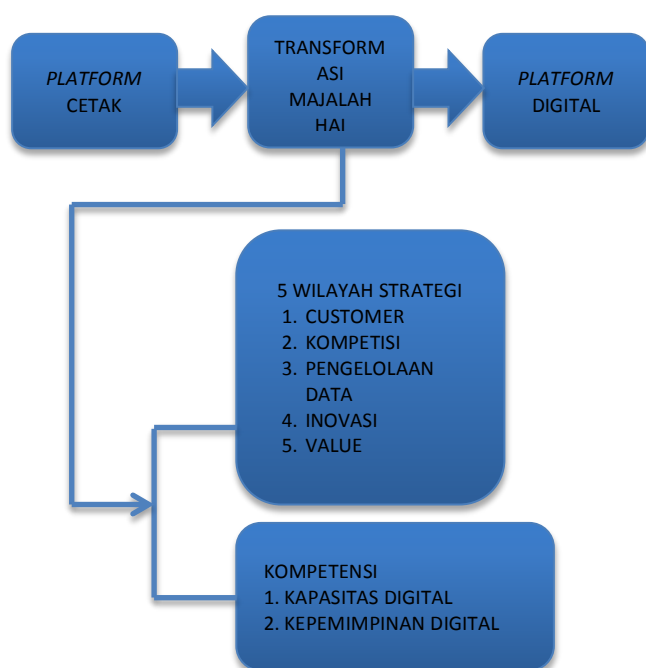 PLATFORM
CETAK
TRANSFORM
ASI
MAJALAH
HAI
PLATFORM
DIGITAL
5 WILAYAH STRATEGI
1. CUSTOMER
2. KOMPETISI
3. PENGELOLAAN
DATA
4. INOVASI
5. VALUE
KOMPETENSI
1. KAPASITAS DIGITAL
2. KEPEMIMPINAN DIGITAL